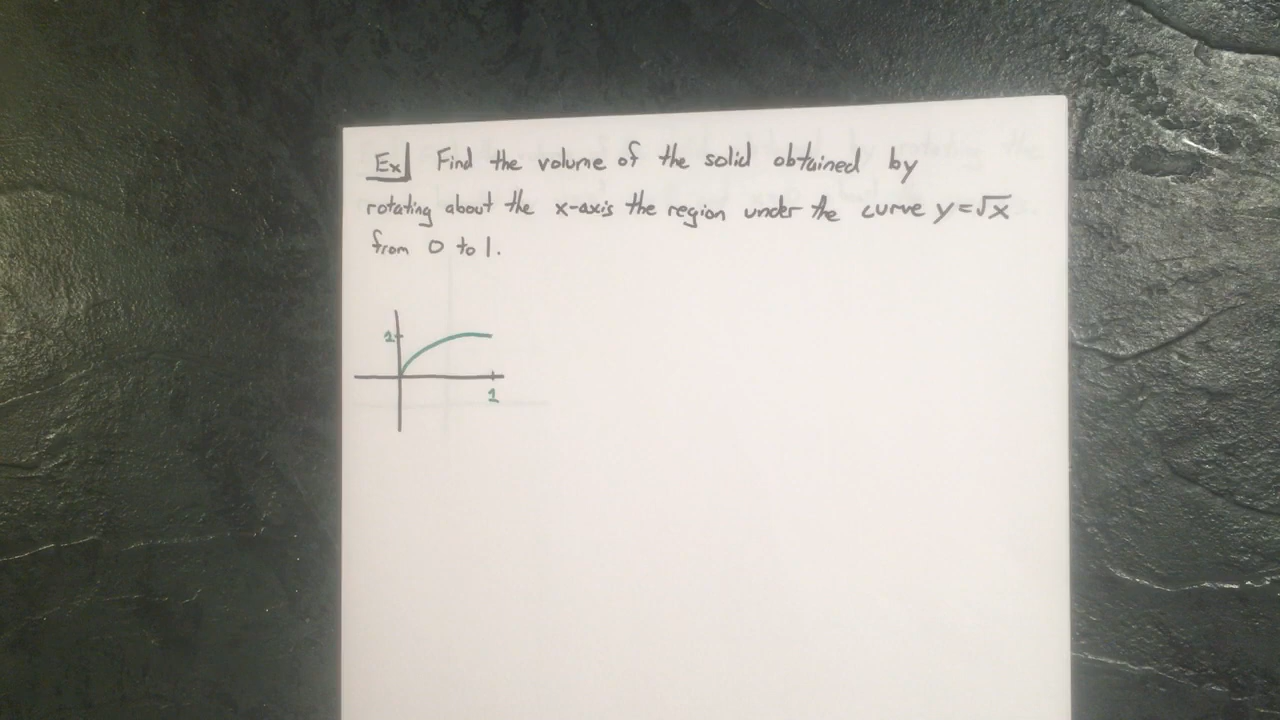 Ex Find the volume of the solid obtained by
rotating about the x-axis the region under the curve y=√x
from 0 to 1.
1
1